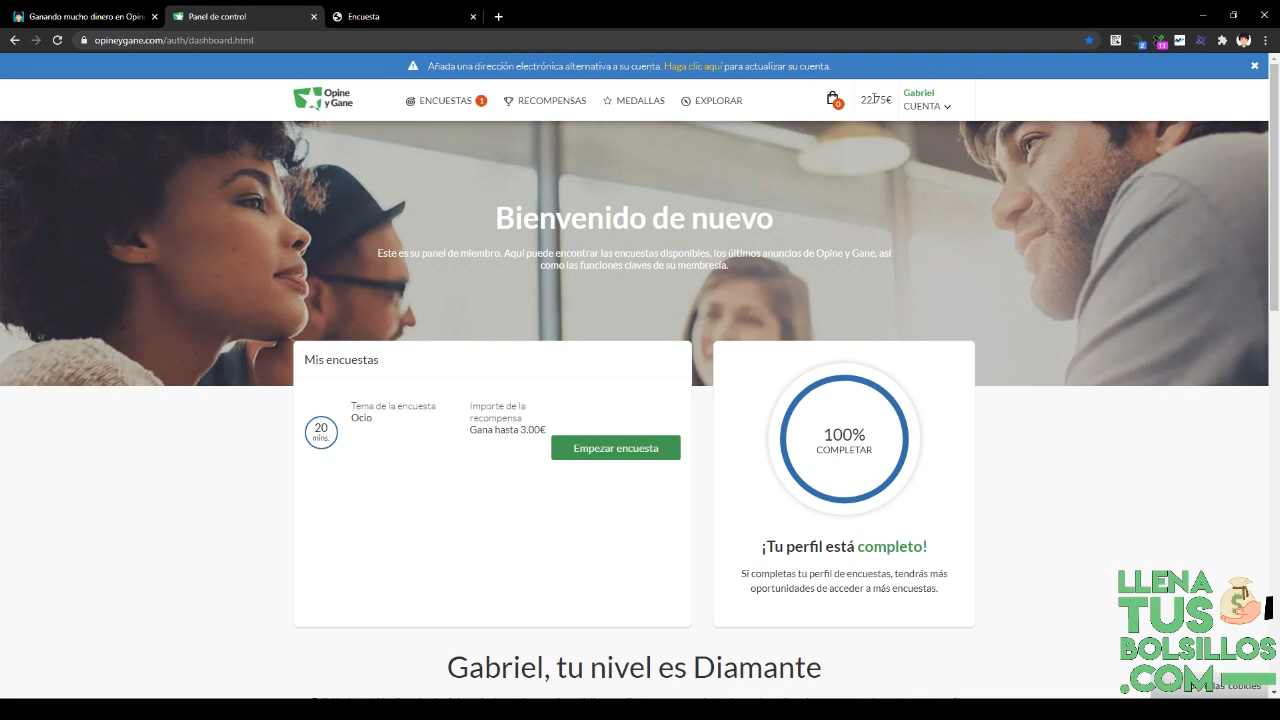 Ganando mucho dinero en Opin
Panel de control
Encuesta
opineygane.com/auth/dashboard.html
2
13
Añada una dirección electrónica alternativa a su cuenta. Haga clic aquí para actualizar su cuenta.
Opine
y Gane
ENCUESTAS 1
RECOMPENSAS
MEDALLAS
EXPLORAR
0
Gabriel
CUENTA
Bienvenido de nuevo
Este es su panel de miembro. Aquí puede encontrar las encuestas disponibles, los últimos anuncios de Opine y Gane, así
como las funciones claves de su membresía.
Mis encuestas
20
mins.
Tema de la encuesta
Ocio
Importe de la
recompensa
Gana hasta 3.00€
Empezar encuesta
100%
COMPLETAR
¡Tu perfil está completo!
Si completas tu perfil de encuestas, tendrás más
oportunidades de acceder a más encuestas.
Gabriel, tu nivel es Diamante
LLENA
TUS
BOLSILLOS
.COM
las cookies